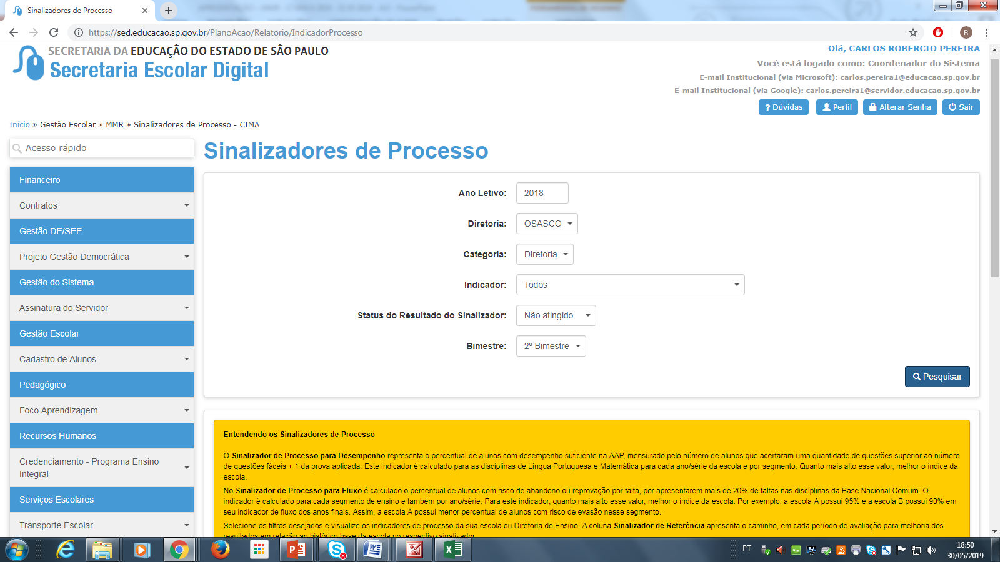 Sinalizadores de Processo
https://sed.educacao.sp.gov.br/PlanoAcao/Relatorio/IndicadorProcesso
R
SECRETARIA DA EDUCAÇÃO DO ESTADO DE SÃO PAULO
Secretaria Escolar Digital
Olá, CARLOS ROBERCIO PEREIRA
Você está logado como: Coordenador do Sistema
E-mail Institucional (via Microsoft): carlos.pereira1@educacao.sp.gov.br
E-mail Institucional (via Google): carlos.pereira1@servidor.educacao.sp.gov.br
? Dúvidas Perfil Alterar Senha Sair
Início » Gestão Escolar » MMR » Sinalizadores de Processo - CIMA
Acesso rápido
Financeiro
Contratos
Gestão DE/SEE
Projeto Gestão Democrática
Gestão do Sistema
Assinatura do Servidor
Gestão Escolar
Cadastro de Alunos
Pedagógico
Foco Aprendizagem
Recursos Humanos
Credenciamento - Programa Ensino
Integral
Serviços Escolares
Transporte Escolar
Sinalizadores de Processo
Ano Letivo: 2018
Diretoria: OSASCO
Categoria: Diretoria
Indicador: Todos
Status do Resultado do Sinalizador: Não atingido
Bimestre: 2º Bimestre
Pesquisar
Entendendo os Sinalizadores de Processo
O Sinalizador de Processo para Desempenho representa o percentual de alunos com desempenho suficiente na AAP, mensurado pelo número de alunos que acertaram uma quantidade de questões superior ao número
de questões fáceis + 1 da prova aplicada. Este indicador é calculado para as disciplinas de Língua Portuguesa e Matemática para cada ano/série da escola e por segmento. Quanto mais alto esse valor, melhor o índice da
escola.
No Sinalizador de Processo para Fluxo é calculado o percentual de alunos com risco de abandono ou reprovação por falta, por apresentarem mais de 20% de faltas nas disciplinas da Base Nacional Comum. O
indicador é calculado para cada segmento de ensino e também por ano/série. Para este indicador, quanto mais alto esse valor, melhor o índice da escola. Por exemplo, a escola A possui 95% e a escola B possui 90% em
seu indicador de fluxo dos anos finais. Assim, a escola A possui menor percentual de alunos com risco de evasão nesse segmento.
Selecione os filtros desejados e visualize os indicadores de processo da sua escola ou Diretoria de Ensino. A coluna Sinalizador de Referência apresenta o caminho, em cada período de avaliação para melhoria dos
resultados em relação ao histórico base da escola no respectivo sinalizador.
PT
18:50
30/05/2019